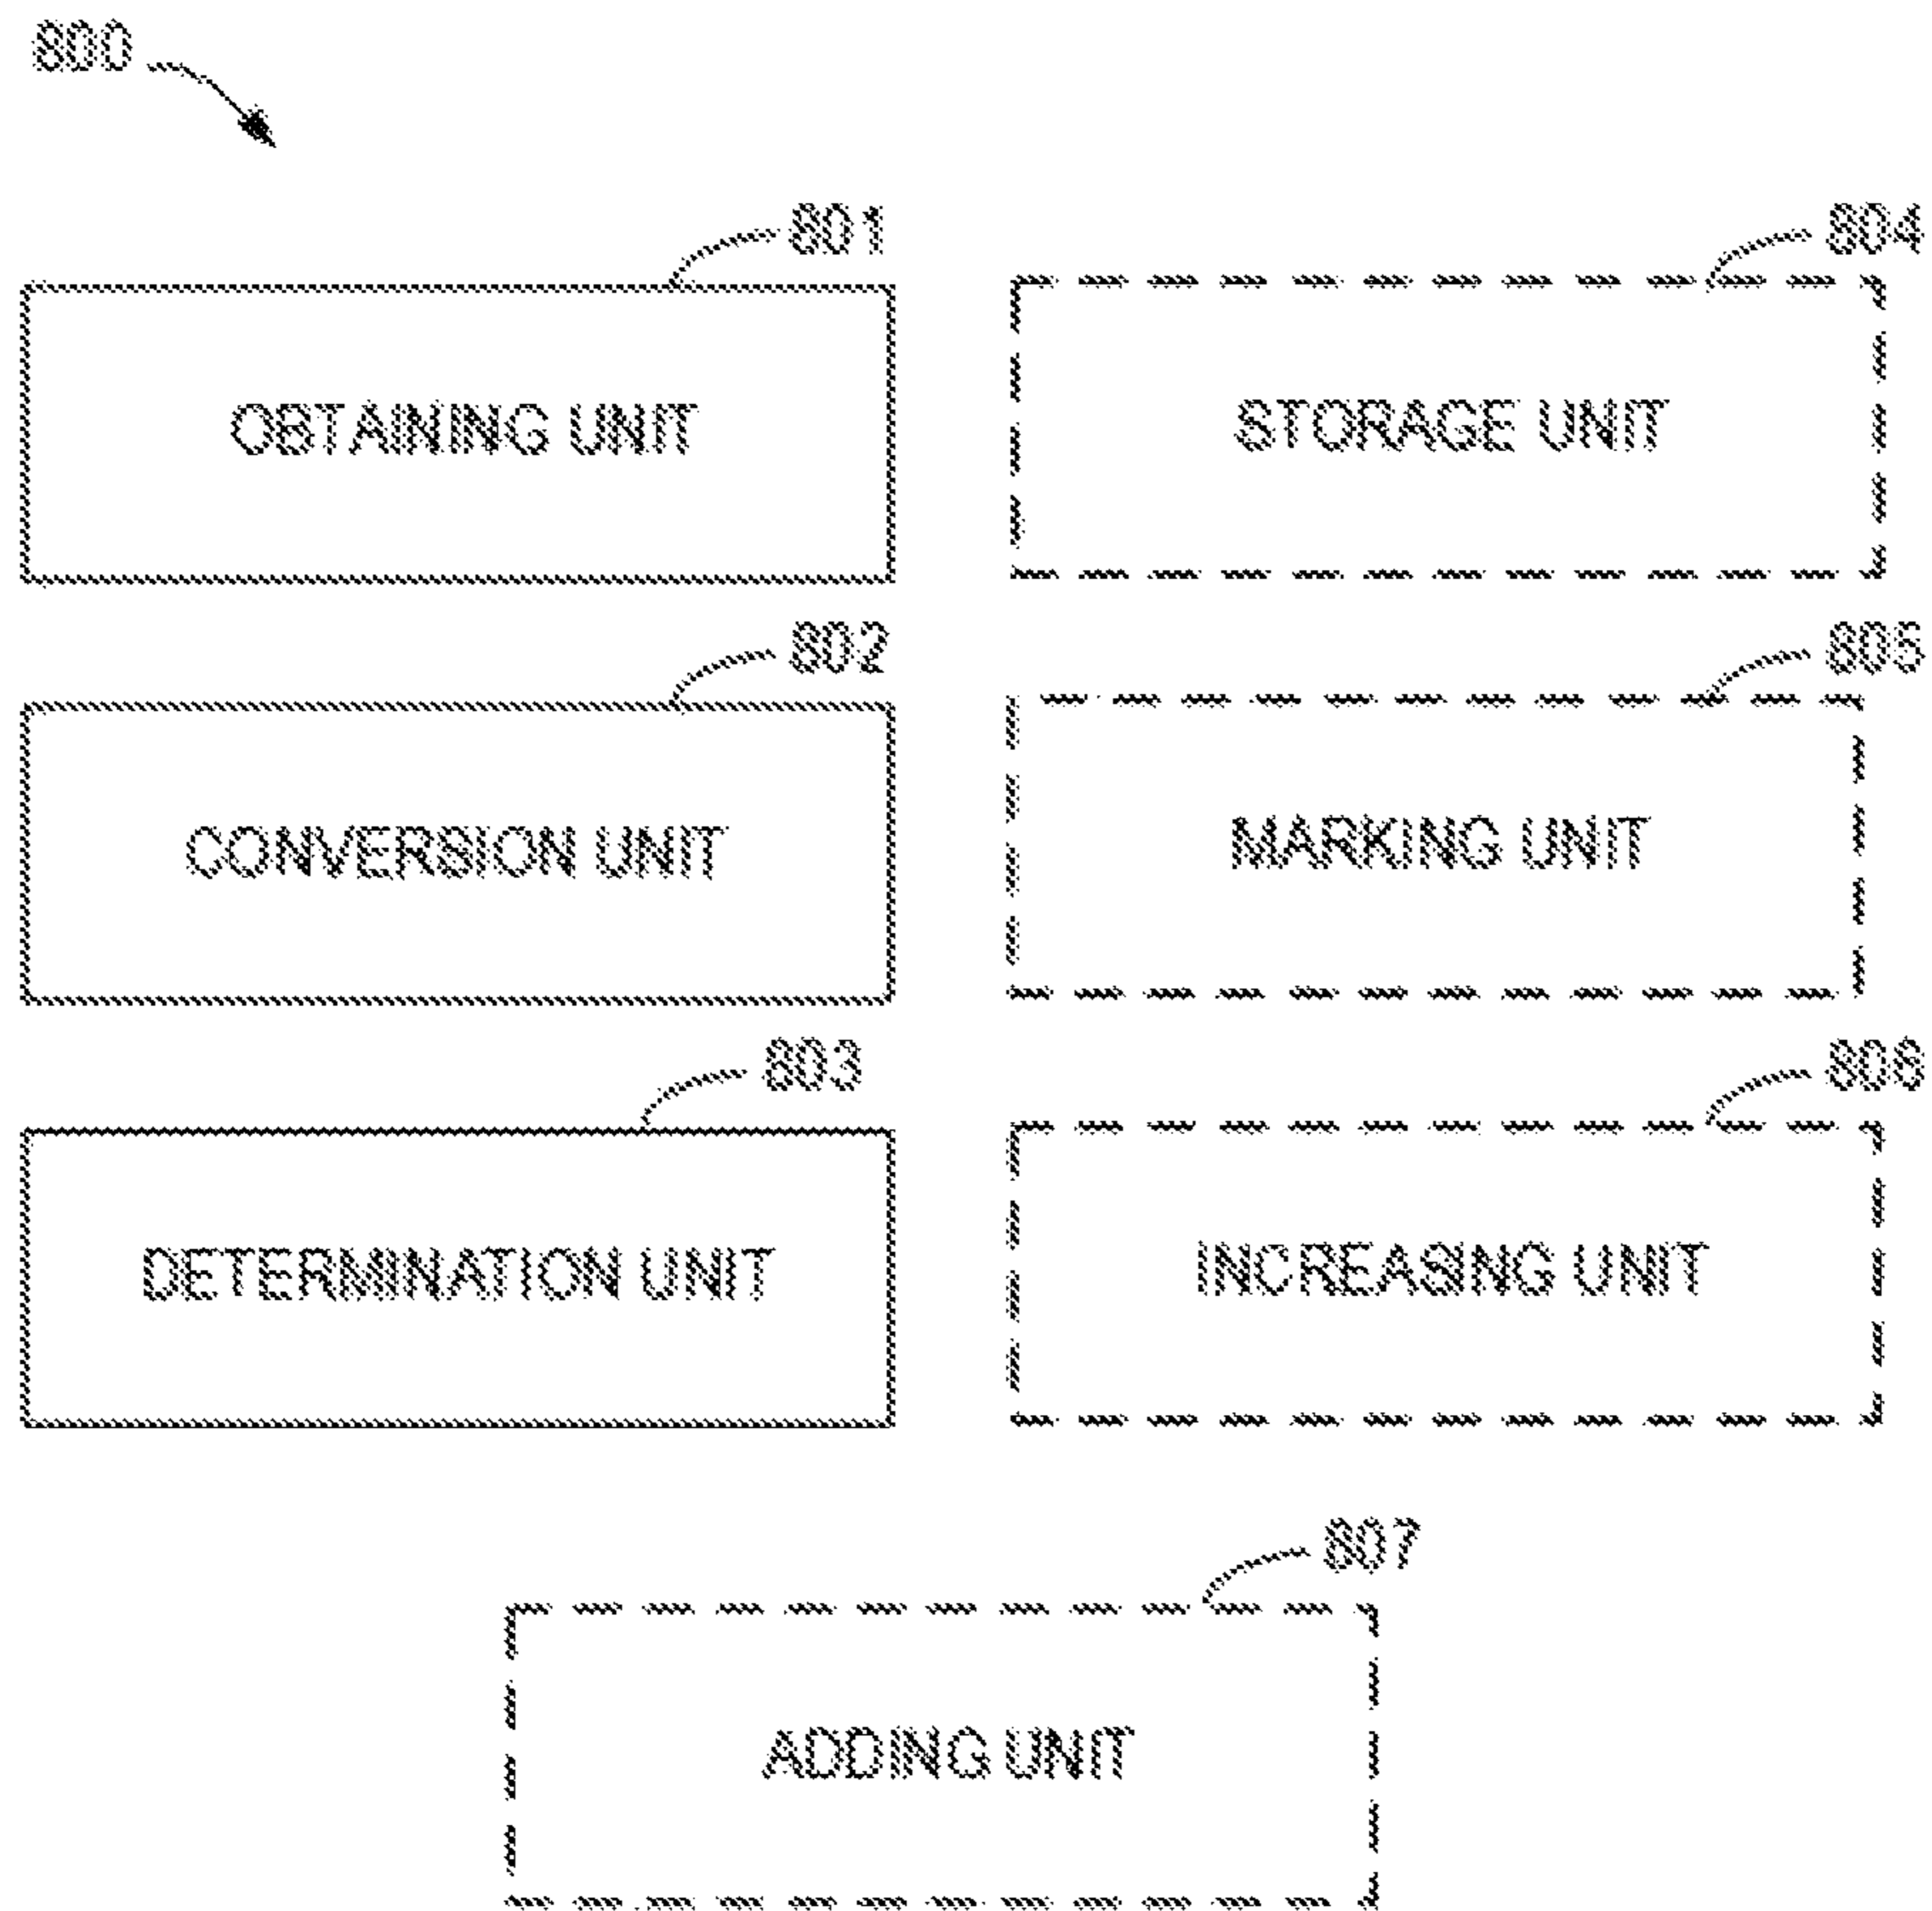 800
801
OBTAINING UNIT
804
STORAGE UNIT
802
CONVERSION UNIT
805
MARKING UNIT
803
DETERMINATION UNIT
806
INCREASING UNIT
807
ADDING UNIT